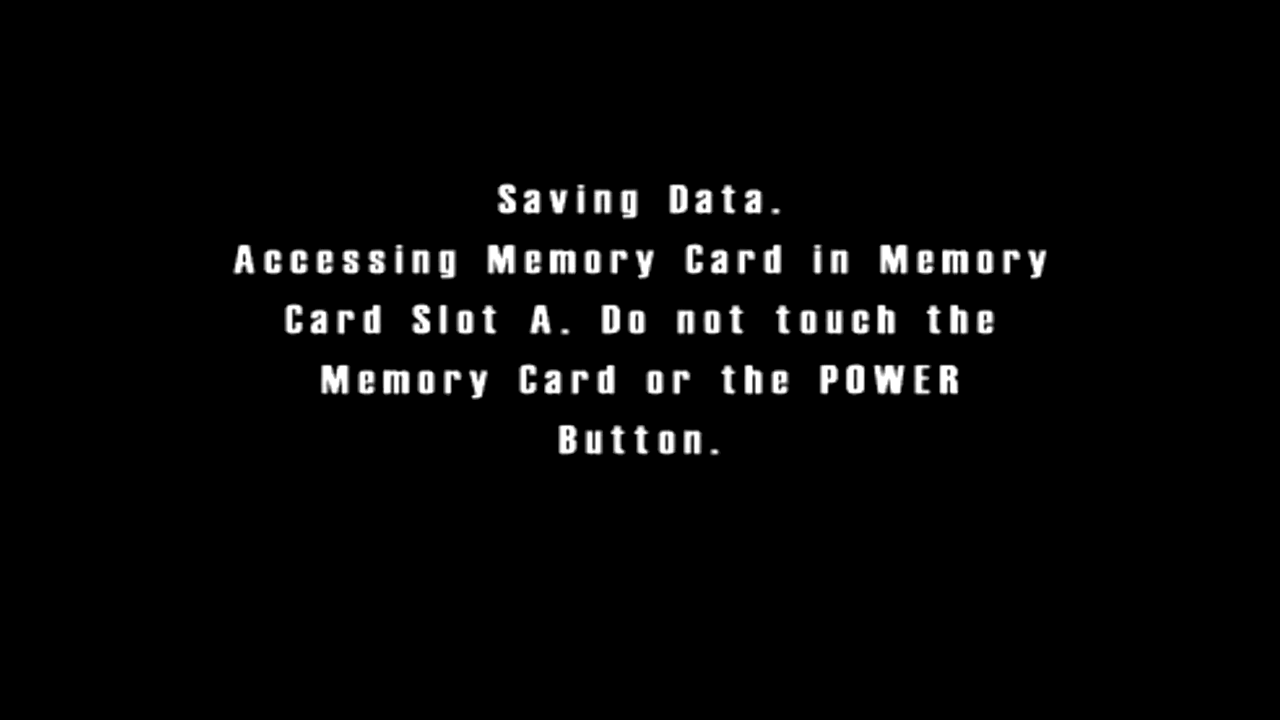 Saving Data.
Accessing Memory Card in Memory
Card Slot A. Do not touch the
Memory Card or the POWER
Button.